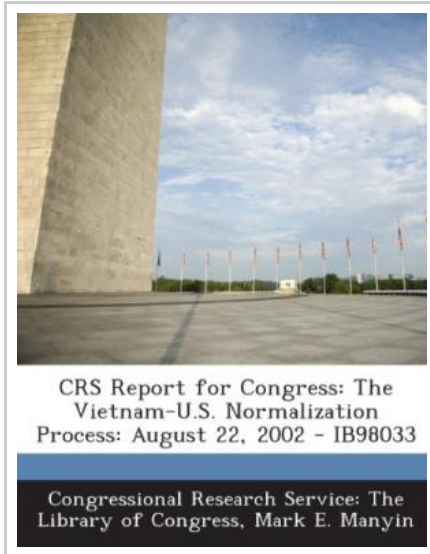 CRS Report for Congress: The
Vietnam-U.S. Normalization
Process: August 22, 2002 - IB98033
Congressional Research Service: The
Library of Congress, Mark E. Manyin